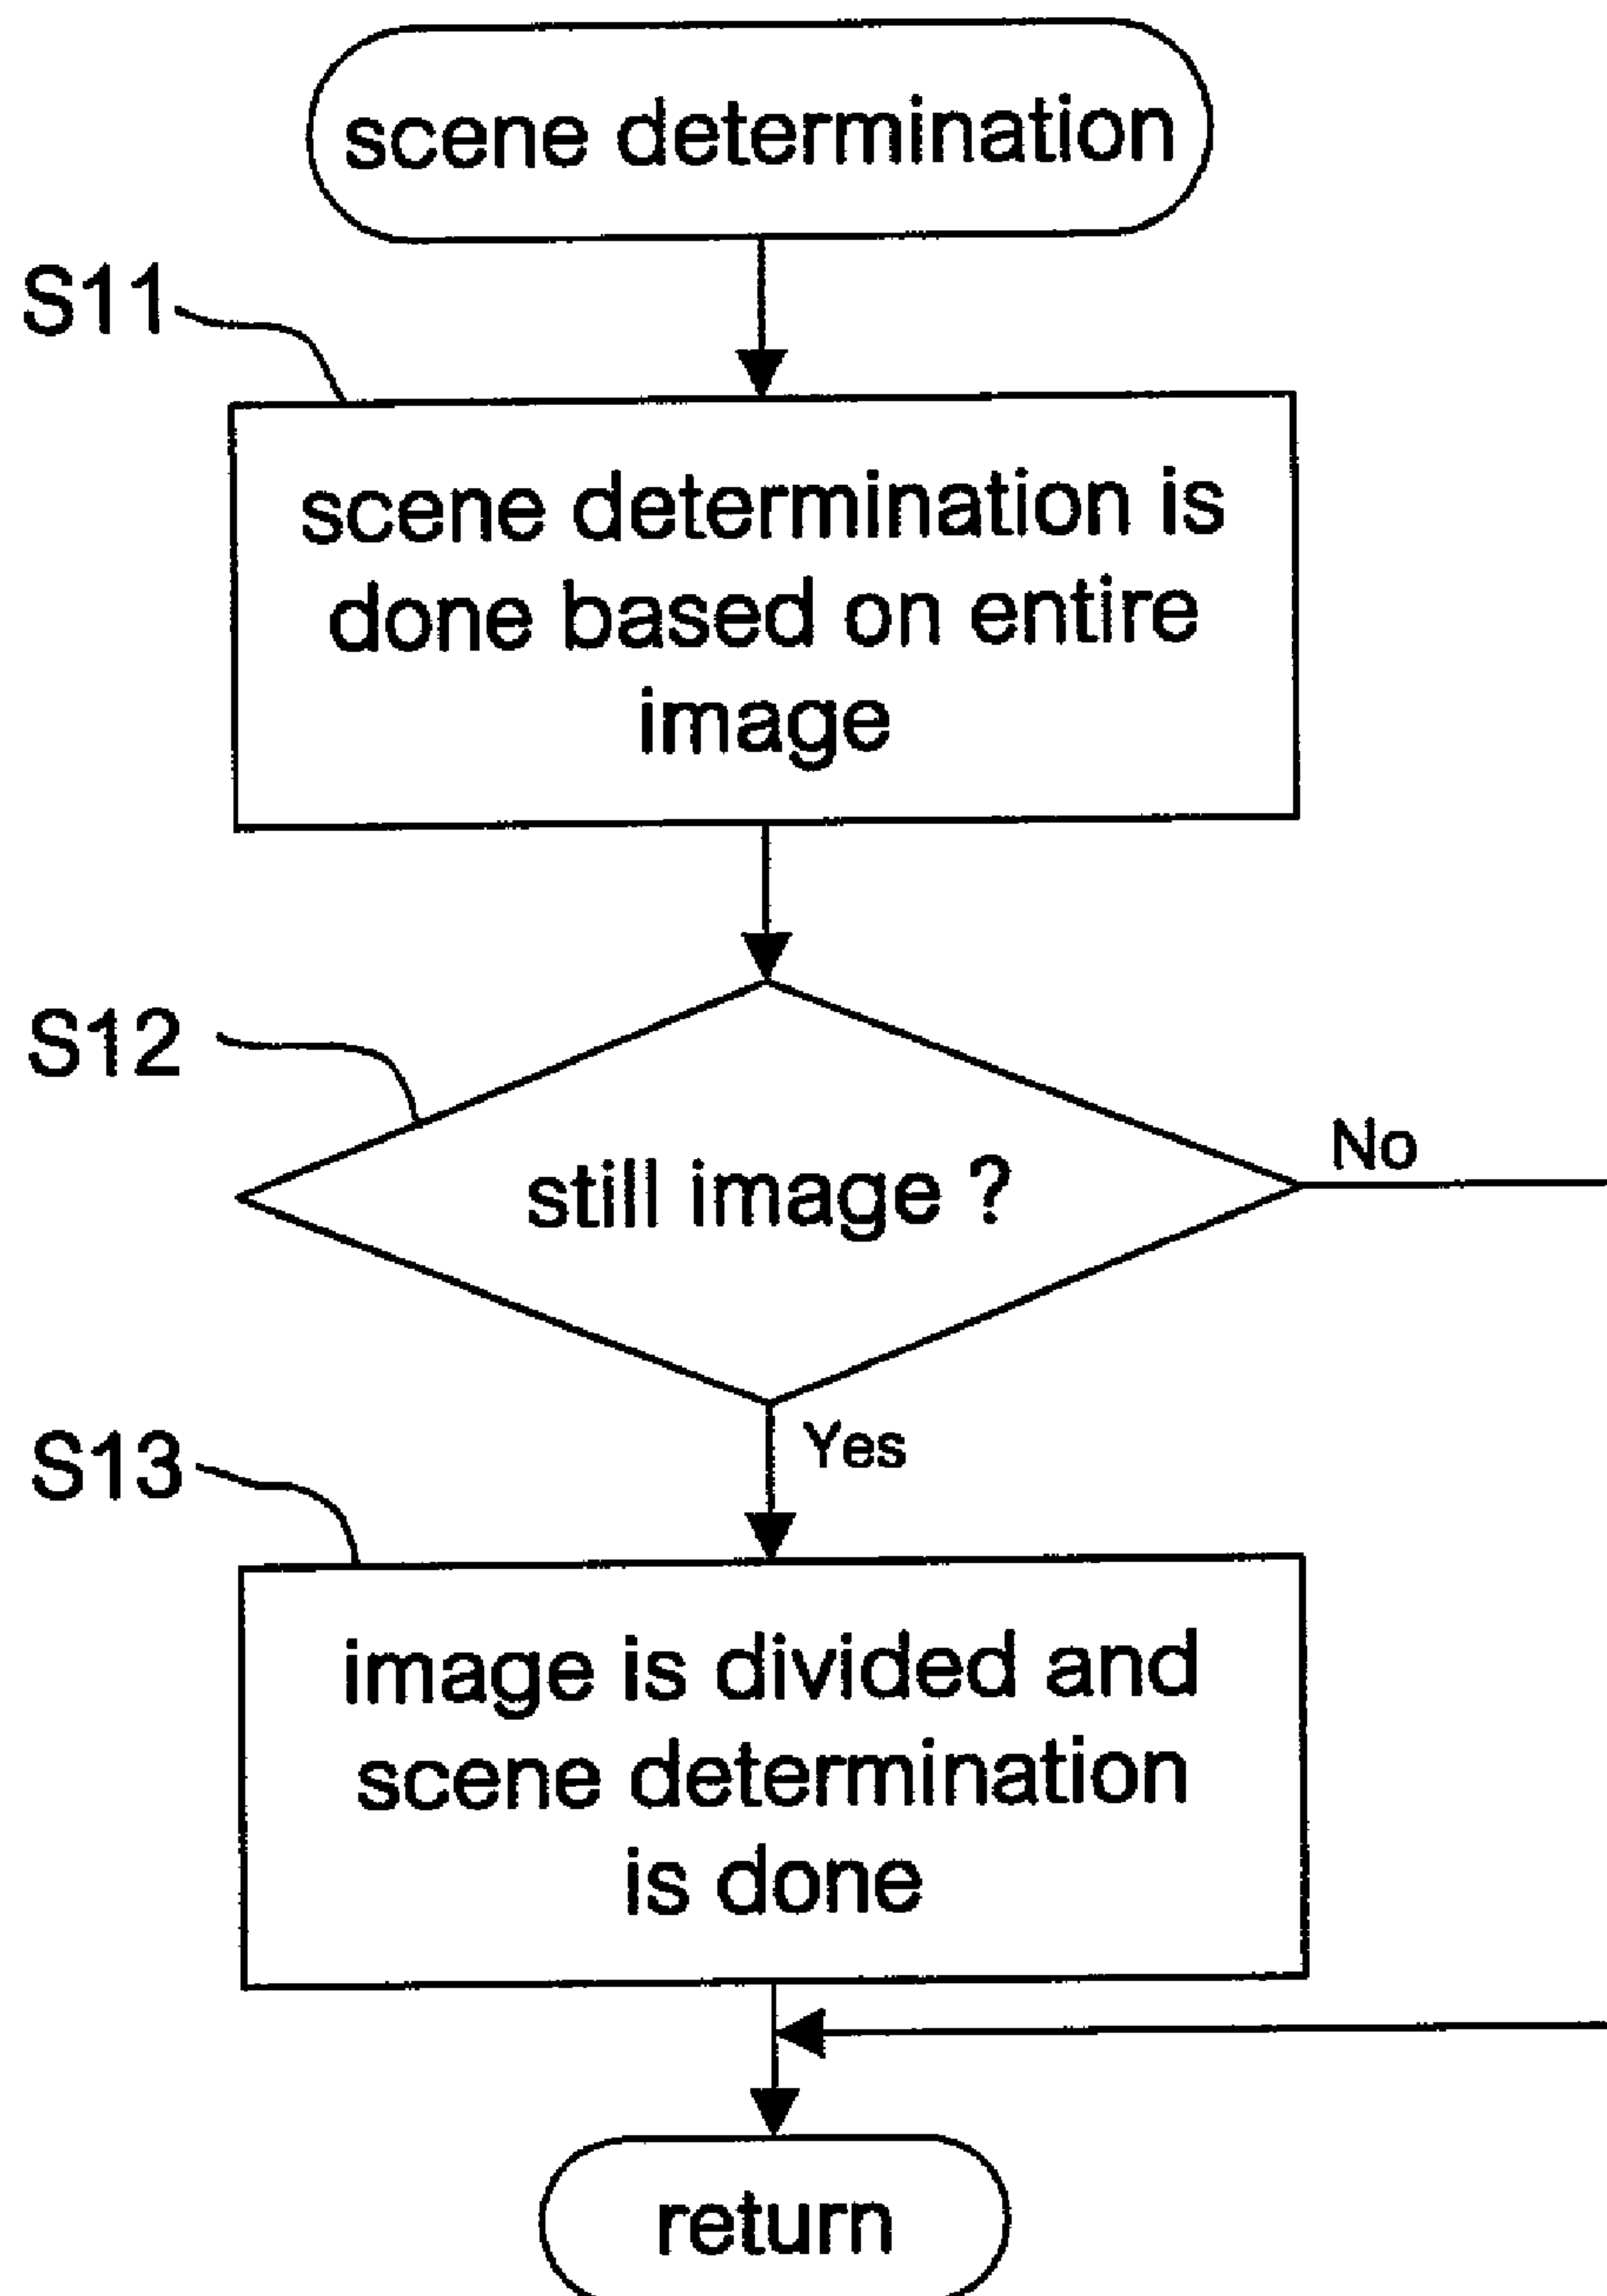 scene determination
S11
scene determination is
done based on entire
image
S12
still image ?
No
Yes
S13
image is divided and
scene determination
is done
return